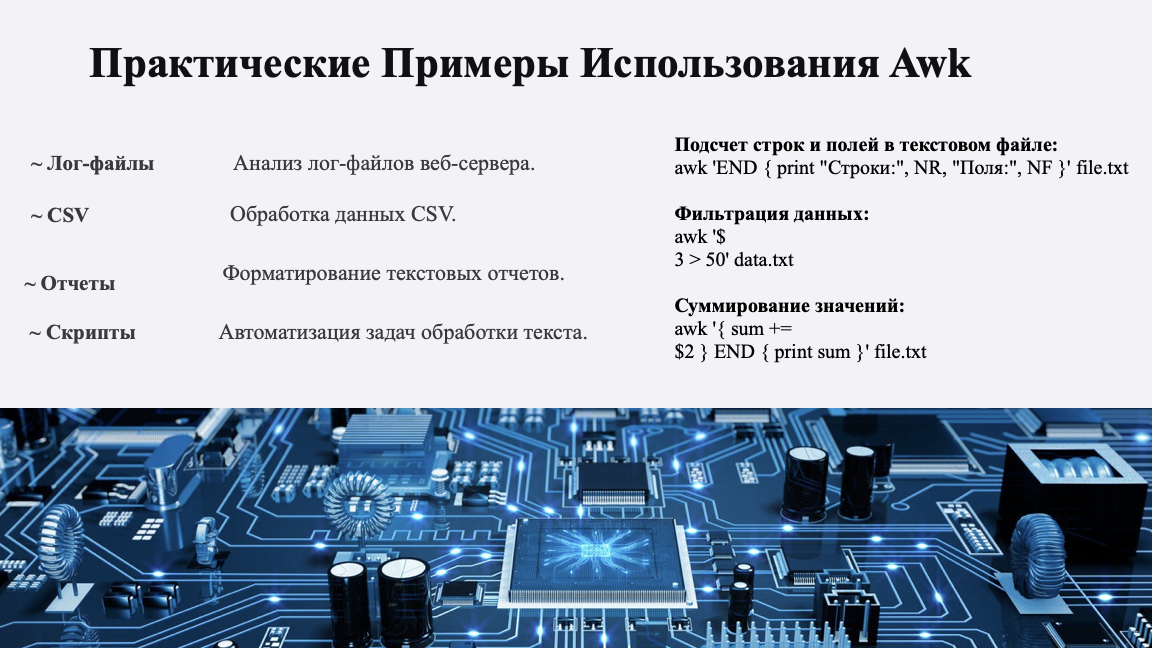 Практические Примеры Использования Awk
~ Лог-файлы
Анализ лог-файлов веб-сервера.
~ CSV
Обработка данных CSV.
~ Отчеты
Форматирование текстовых отчетов.
~ Скрипты
Автоматизация задач обработки текста.
Подсчет строк и полей в текстовом файле:
awk 'END { print "Строки:", NR, "Поля:", NF }' file.txt
Фильтрация данных:
awk '$
3 > 50' data.txt
Суммирование значений:
awk '{ sum +=
$2 } END { print sum }' file.txt